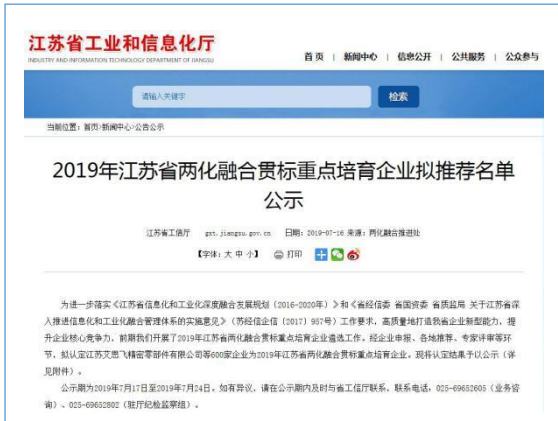 江苏省工业和信息化厅
INDUSTRY AND INFORMATION TECHNOLOGY DEPARTMENT OF JIANGSU
首 页 | 新闻中心 | 信息公开 | 公共服务 | 公众参与
请输入关键字 检索
当前位置：首页>新闻中心>公告公示
2019年江苏省两化融合贯标重点培育企业拟推荐名单
公示
江苏省工信厅 gxt.jiangsu.gov.cn 日期：2019-07-16 来源：两化融合推进处
【字体：大 中 小】 打印
为进一步落实《江苏省信息化和工业化深度融合发展规划（2016-2020年）》和《省经信委 省国资委 省质监局 关于江苏省深
入推进信息化和工业化融合管理体系的实施意见》（苏经信企信〔2017〕957号）工作要求，高质量地打造我省企业新型能力，提
升企业核心竞争力，前期我们开展了2019年江苏省两化融合贯标重点培育企业遴选工作。经企业申报、各地推荐、专家评审等环
节，拟认定江苏艾思飞精密零部件有限公司等600家企业为2019年江苏省两化融合贯标重点培育企业。现将认定结果予以公示（详
见附件）。
公示期为2019年7月17日至2019年7月24日。如有异议，请在公示期内及时与省工信厅联系。联系电话，025-69652605（业务咨
询）、025-69652802（驻厅纪检监察组）。